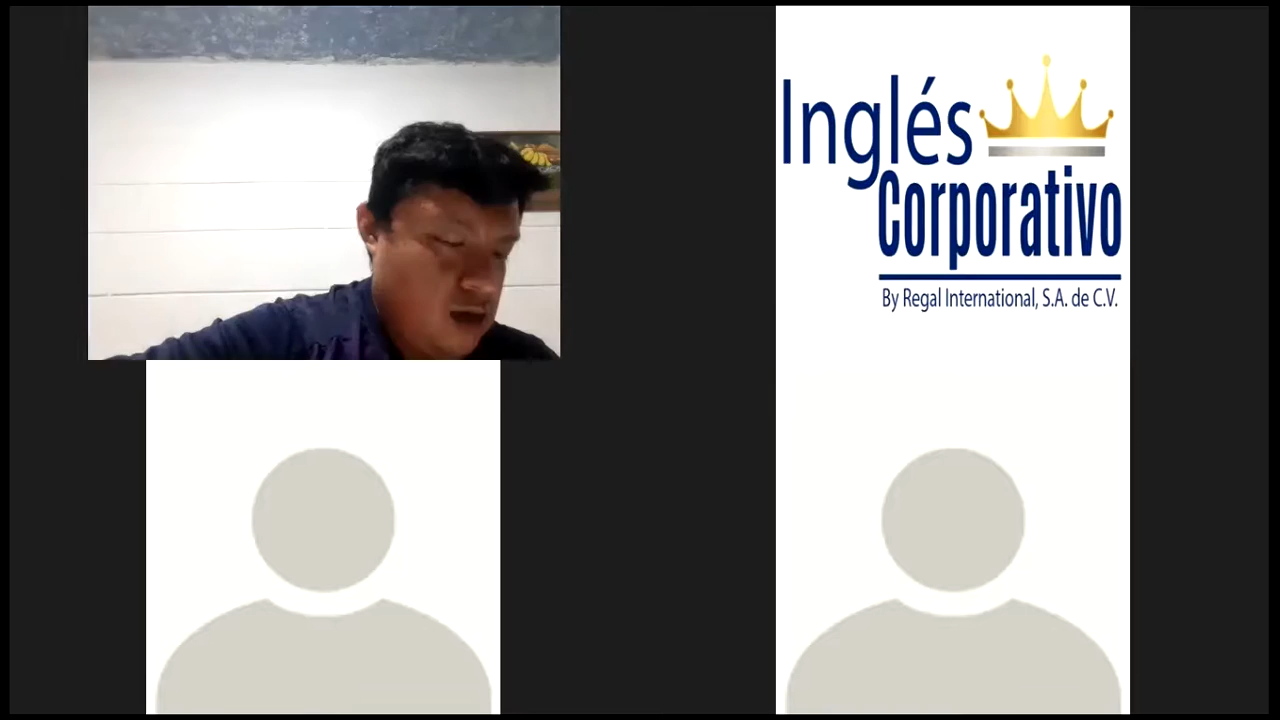 Inglés
Corporativo
By Regal International, S.A. de C.V.